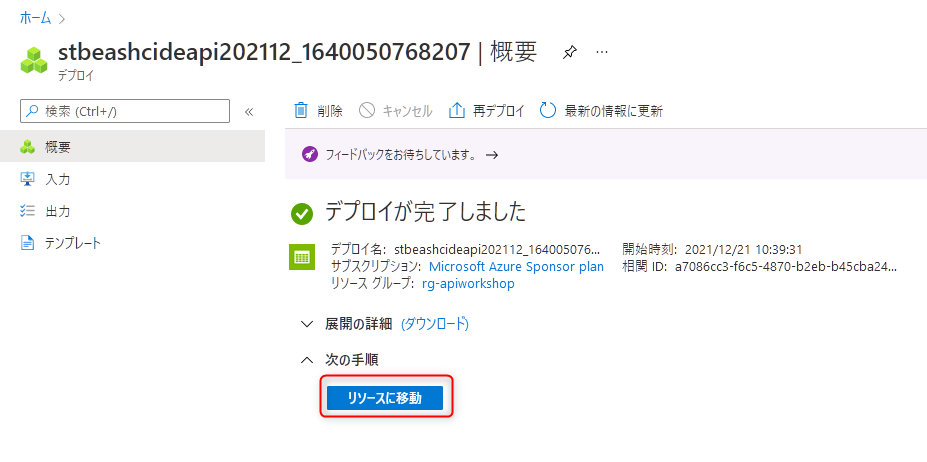 ホーム
stbeashcideapi202112_1640050768207 | 概要
デプロイ
検索 (Ctrl+/)
削除 キャンセル 再デプロイ 最新の情報に更新
概要
入力
出力
テンプレート
フィードバックをお待ちしています。
デプロイが完了しました
デプロイ名: stbeashcideapi202112_164005076... 開始時刻: 2021/12/21 10:39:31
サブスクリプション: Microsoft Azure Sponsor plan 相関 ID: a7086cc3-f6c5-4870-b2eb-b45cba24...
リソース グループ: rg-apiworkshop
展開の詳細 (ダウンロード)
次の手順
リソースに移動